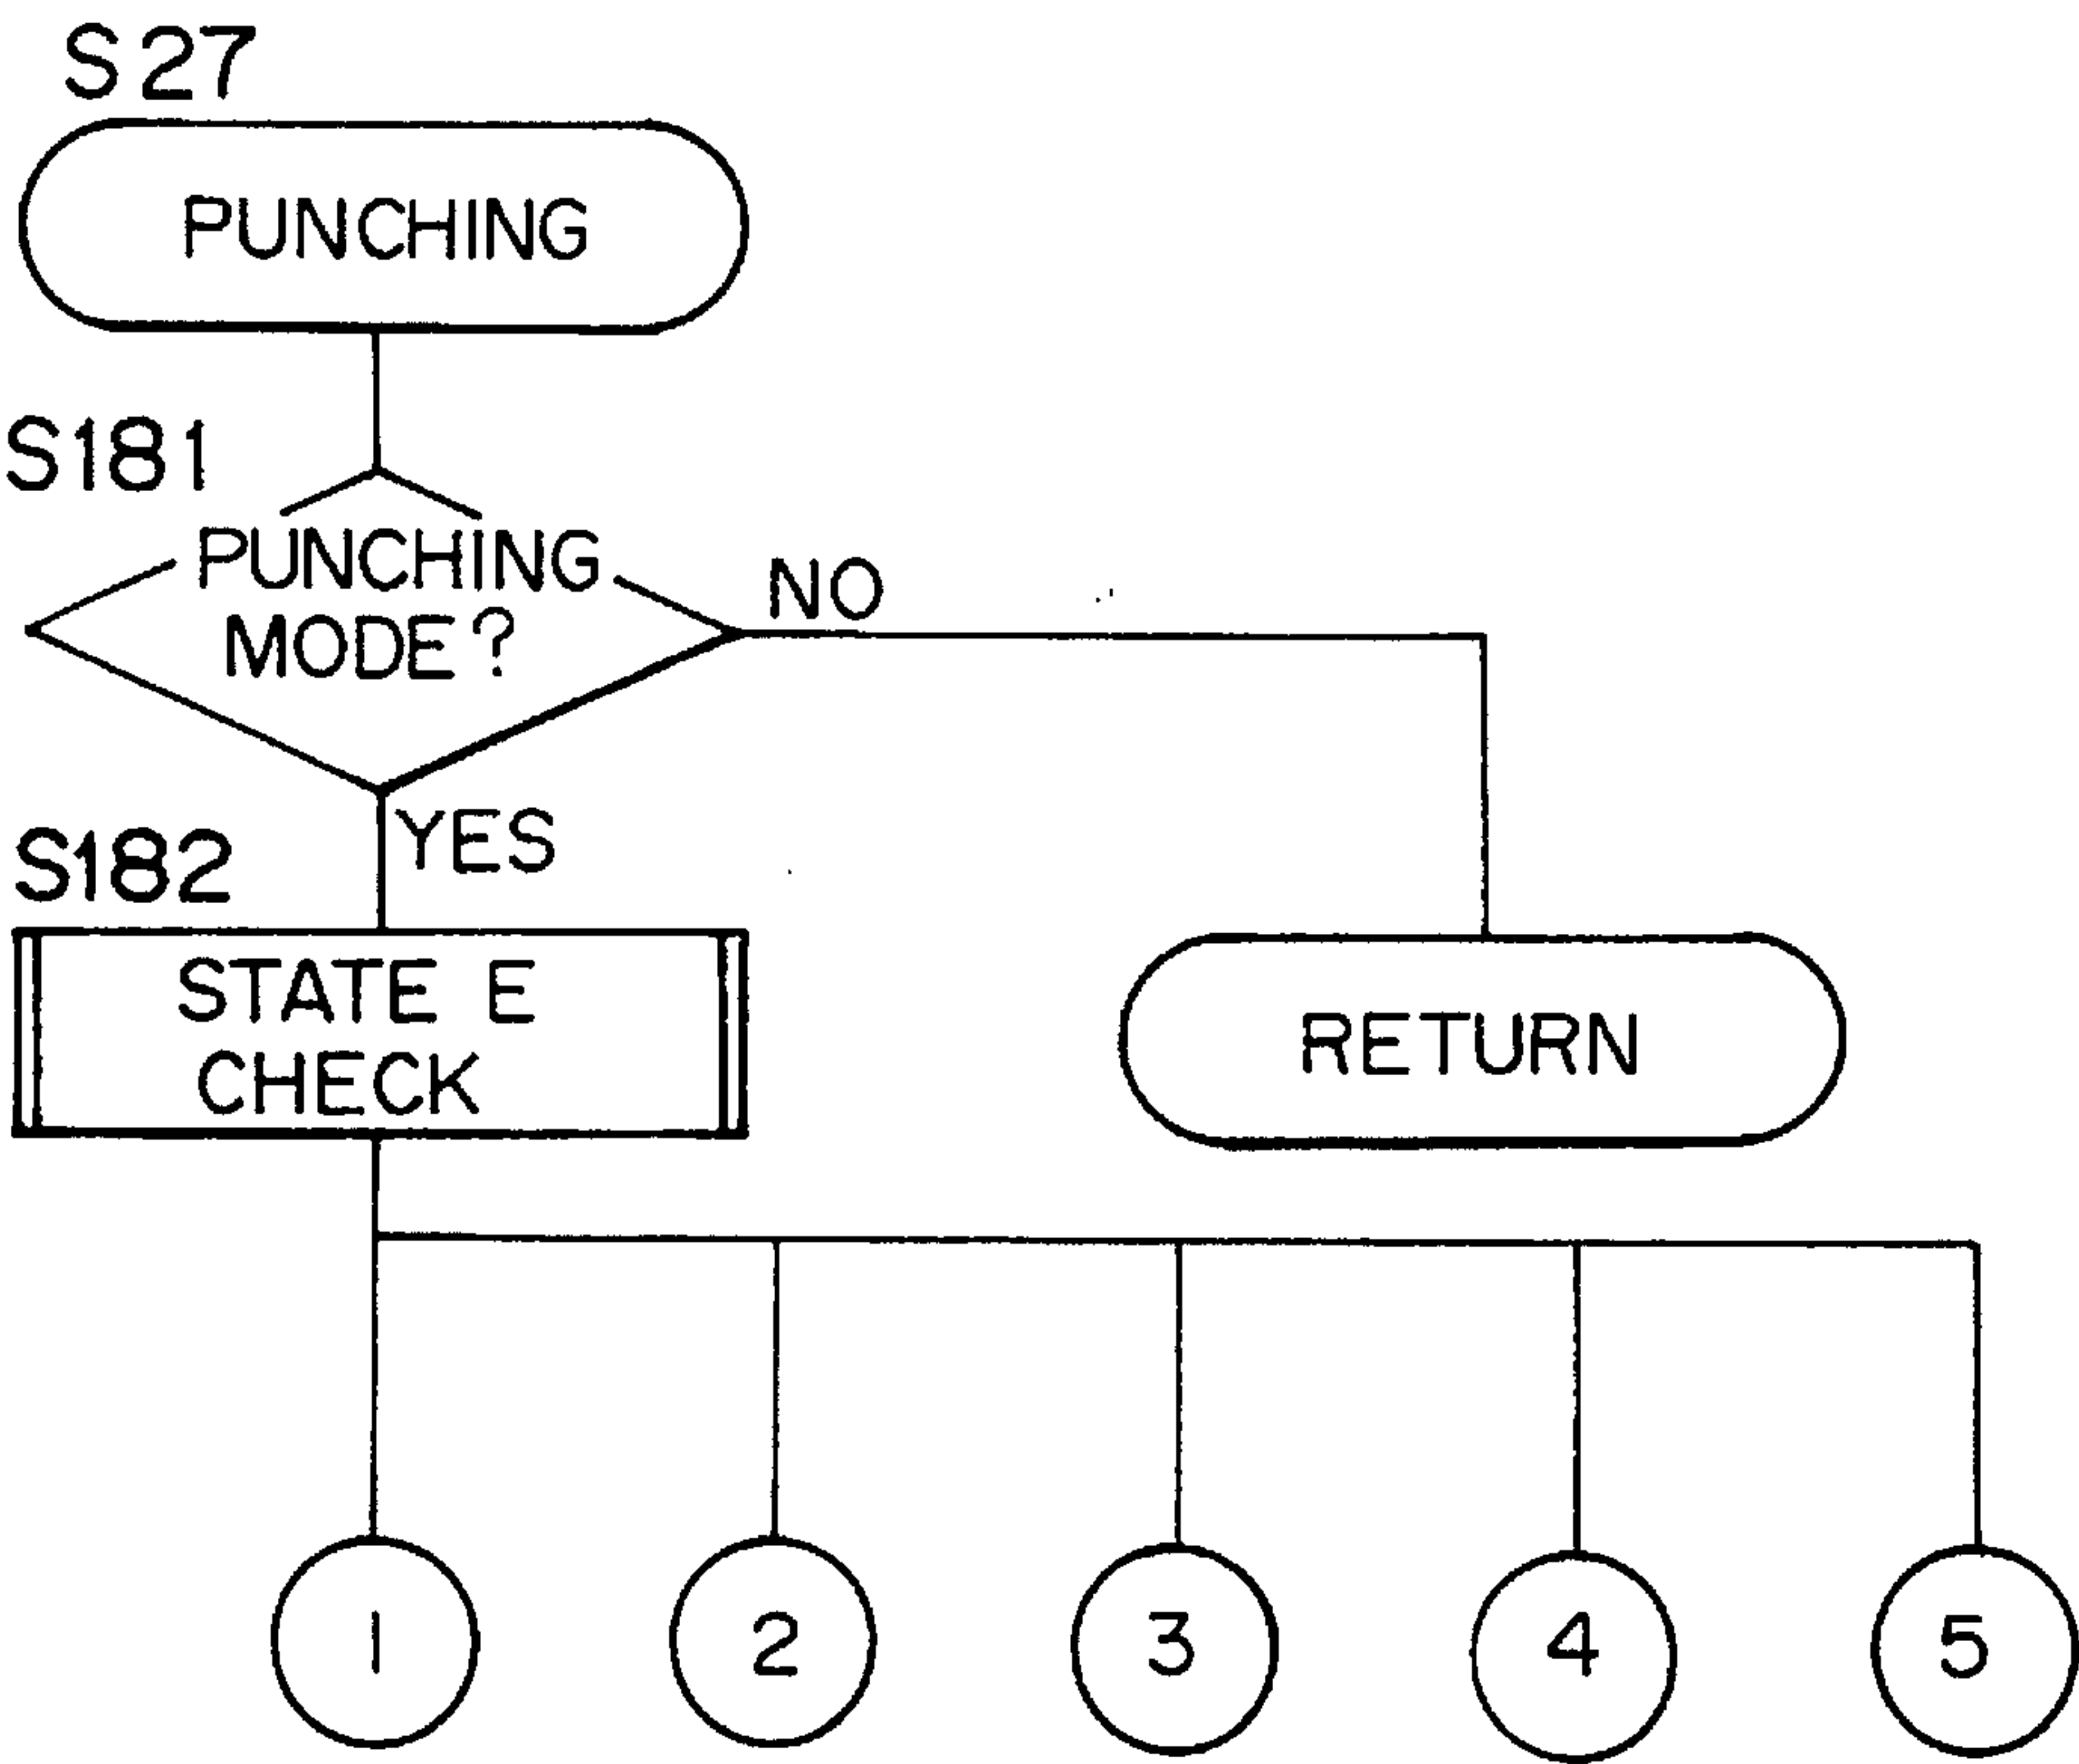 S27
PUNCHING
S181
PUNCHING
MODE?
NO
YES
S182
STATE E
CHECK
RETURN
1
2
3
4
5